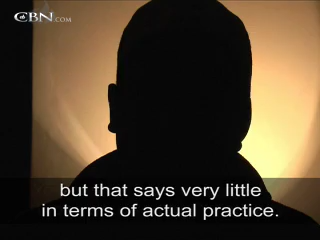 CBN.COM
but that says very little
in terms of actual practice.